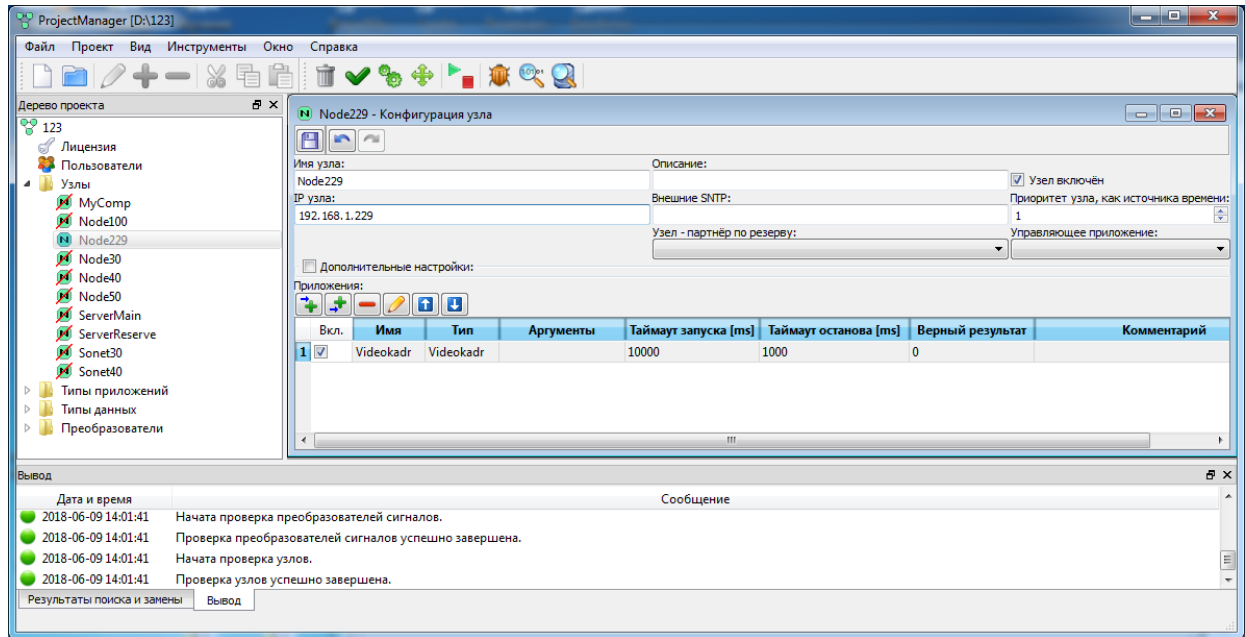 ProjectManager [D:\123]
Файл Проект Вид Инструменты Окно Справка
Дерево проекта
123
Лицензия
Пользователи
Узлы
MyComp
Node100
Node229
Node30
Node40
Node50
ServerMain
ServerReserve
Sonet30
Sonet40
Типы приложений
Типы данных
Преобразователи
Node229 - Конфигурация узла
Имя узла: Описание:
Node229 Узел включён
IP узла: Внешние SNTP: Приоритет узла, как источника времени:
192.168.1.229 1
Узел - партнёр по резерву: Управляющее приложение:
Дополнительные настройки:
Приложения:
Вкл. Имя Тип Аргументы Таймаут запуска [ms] Таймаут останова [ms] Верный результат Комментарий
1 Videokadr Videokadr 10000 1000 0
Вывод
Дата и время Сообщение
2018-06-09 14:01:41 Начата проверка преобразователей сигналов.
2018-06-09 14:01:41 Проверка преобразователей сигналов успешно завершена.
2018-06-09 14:01:41 Начата проверка узлов.
2018-06-09 14:01:41 Проверка узлов успешно завершена.
Результаты поиска и замены Вывод